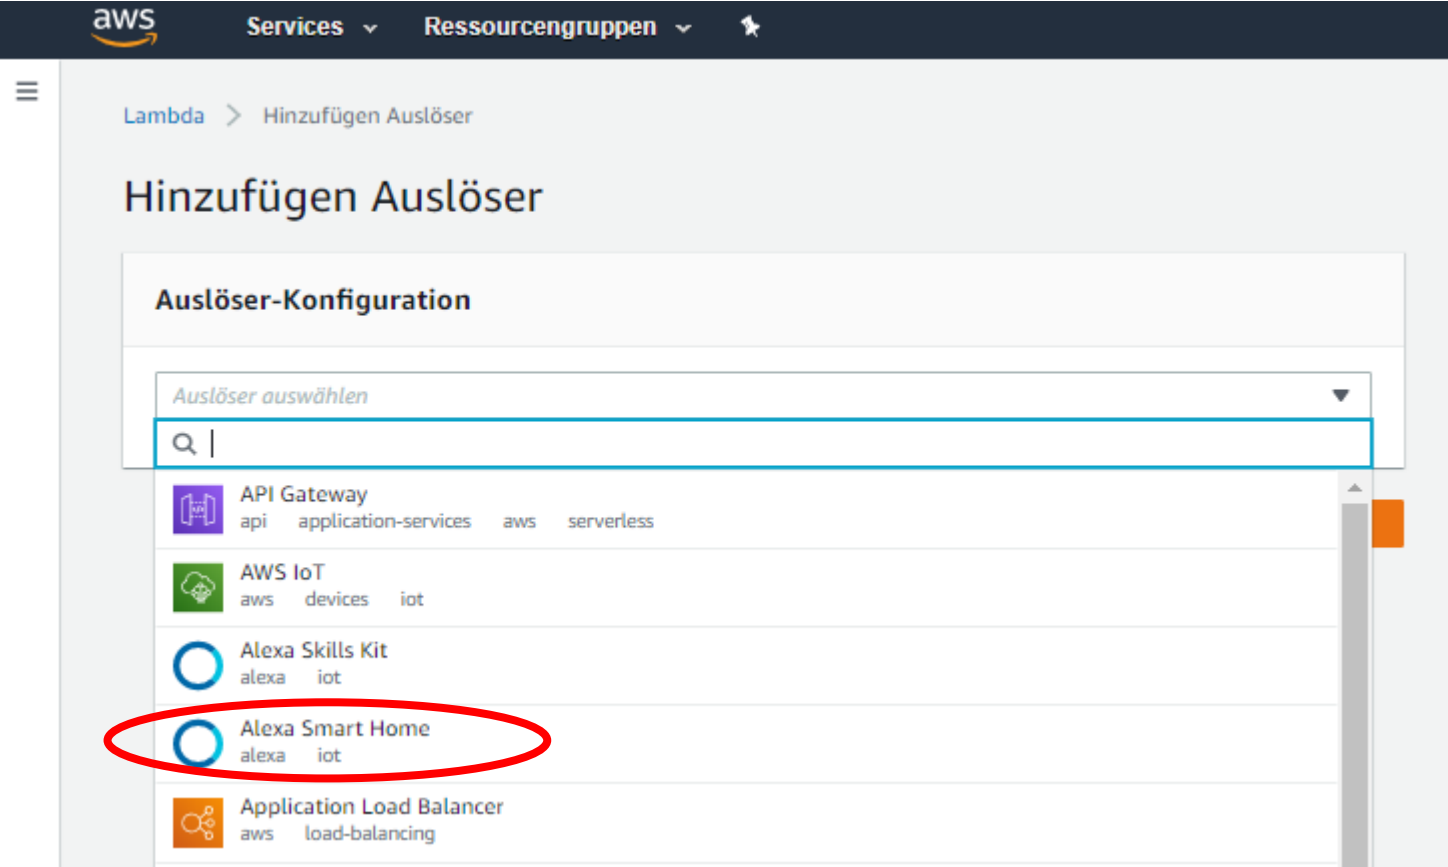 aws Services Ressourcengruppen
Lambda > Hinzufügen Auslöser
Hinzufügen Auslöser
Auslöser-Konfiguration
Auslöser auswählen
API Gateway
api application-services aws serverless
AWS IoT
aws devices iot
Alexa Skills Kit
alexa iot
Alexa Smart Home
alexa iot
Application Load Balancer
aws load-balancing